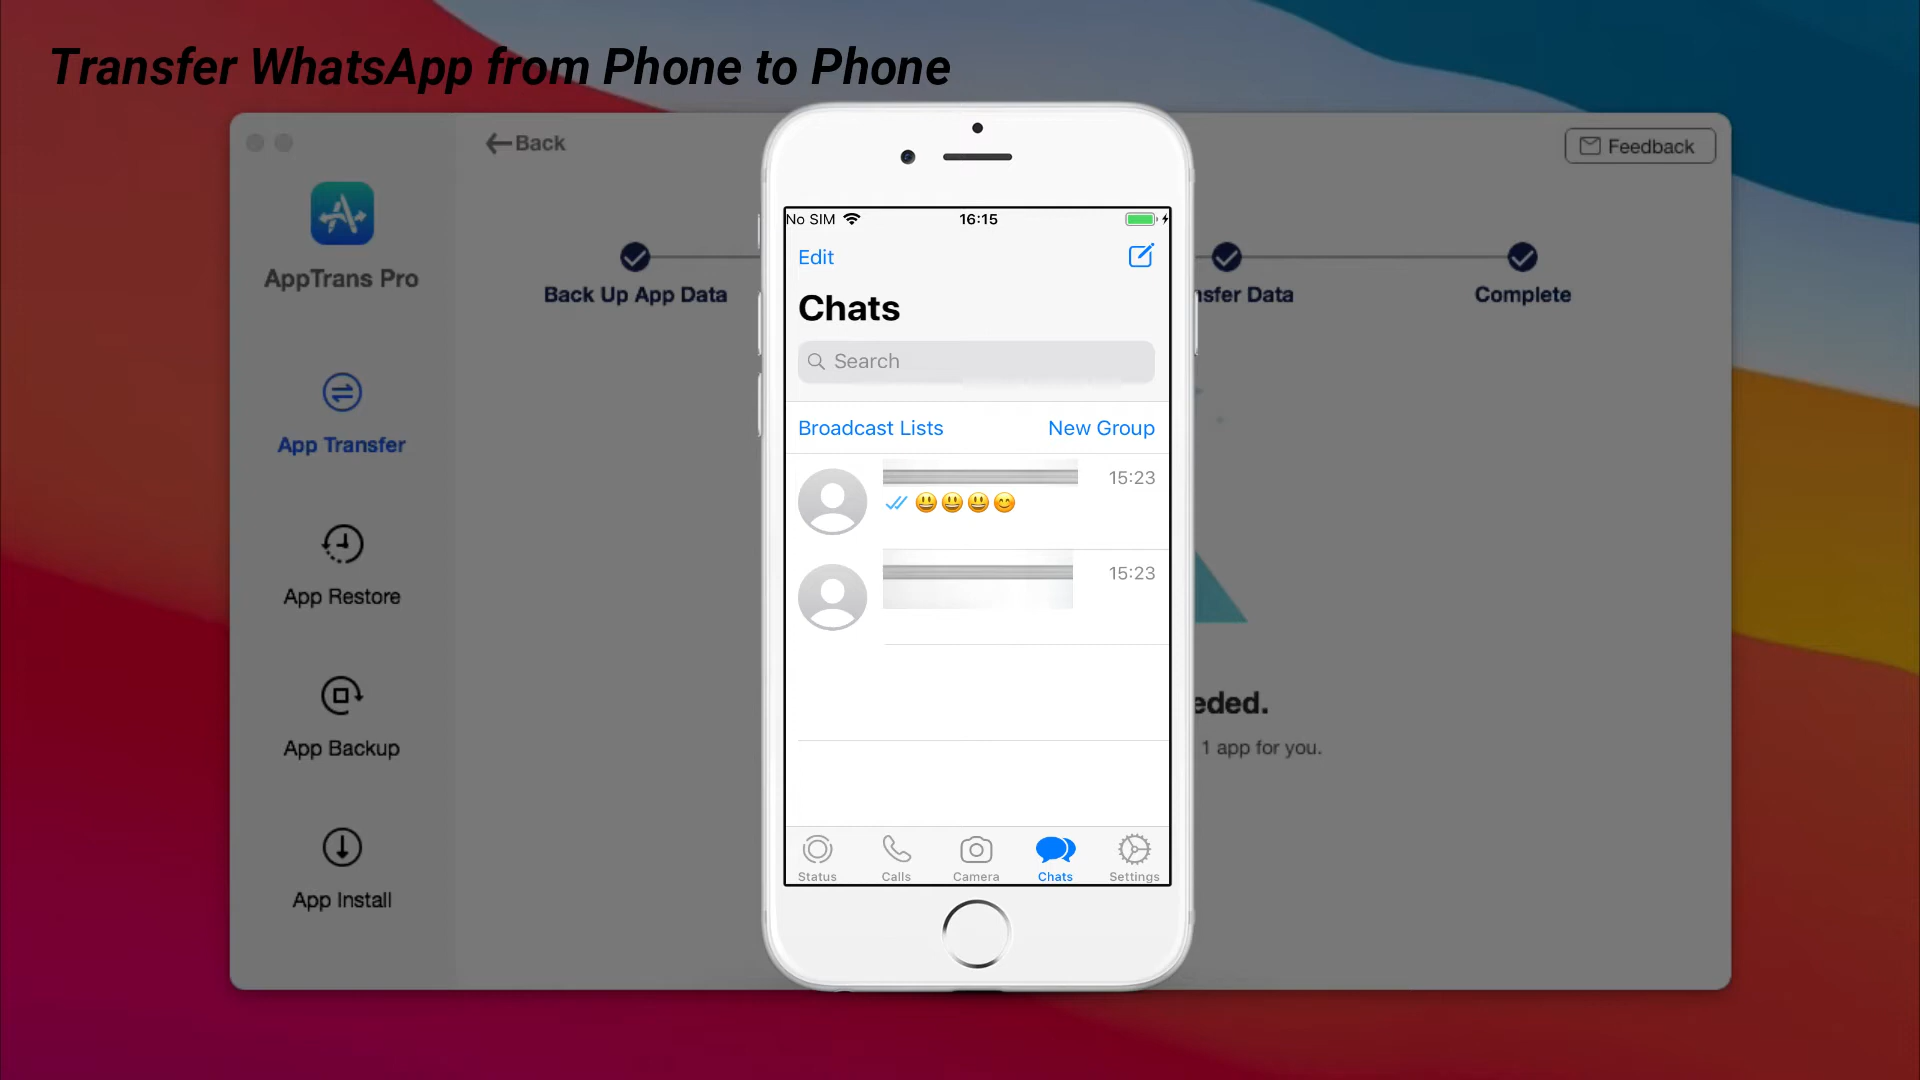 Transfer WhatsApp from Phone to Phone
Back
Feedback
AppTrans Pro
Back Up App Data
nsfer Data
Complete
App Transfer
App Restore
App Backup
App Install
eded.
1 app for you.
No SIM
16:15
Edit
Chats
Search
Broadcast Lists
New Group
15:23
😃😃😃😊
15:23
Status
Calls
Camera
Chats
Settings